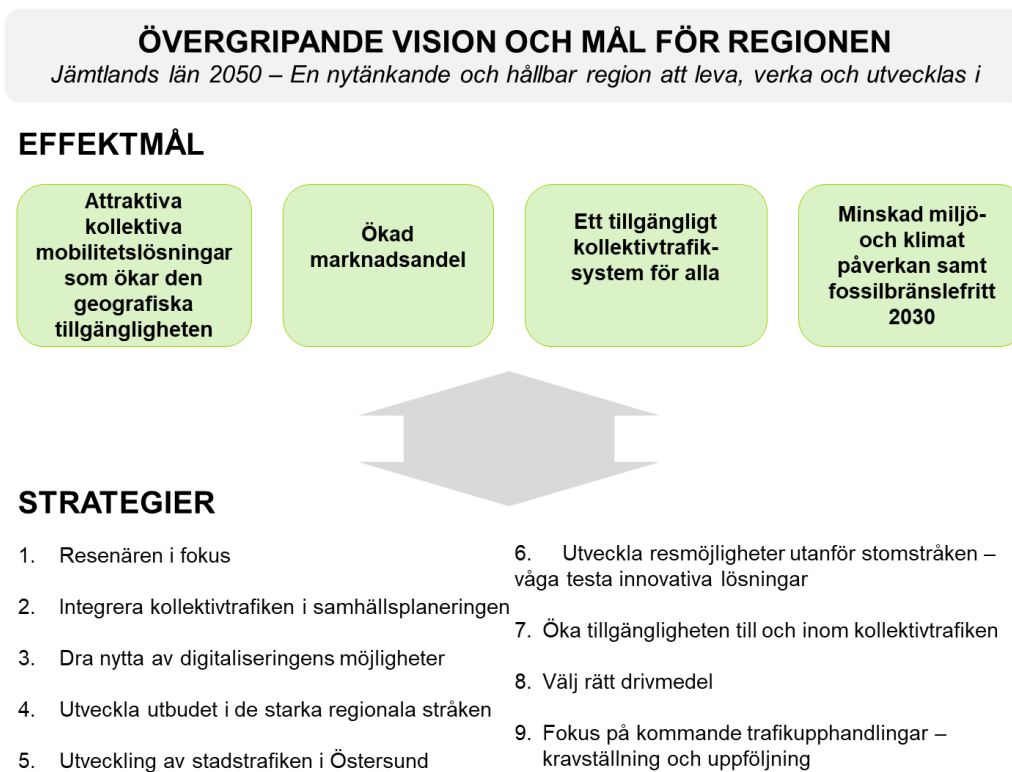 ÖVERGRIPANDE VISION OCH MÅL FÖR REGIONEN
Jämtlands län 2050 – En nytänkande och hållbar region att leva, verka och utvecklas i
EFFEKTMÅL
Attraktiva
kollektiva
mobilitetslösningar
som ökar den
geografiska
tillgängligheten
Ökad
marknadsandel
Ett tillgängligt
kollektivtrafik-
system för alla
Minskad miljö-
och klimat
påverkan samt
fossilbränslefritt
2030
STRATEGIER
1. Resenären i fokus
2. Integrera kollektivtrafiken i samhällsplaneringen
3. Dra nytta av digitaliseringens möjligheter
4. Utveckla utbudet i de starka regionala stråken
5. Utveckling av stadstrafiken i Östersund
6. Utveckla resmöjligheter utanför stomstråken –
våga testa innovativa lösningar
7. Öka tillgängligheten till och inom kollektivtrafiken
8. Välj rätt drivmedel
9. Fokus på kommande trafikupphandlingar –
kravställning och uppföljning